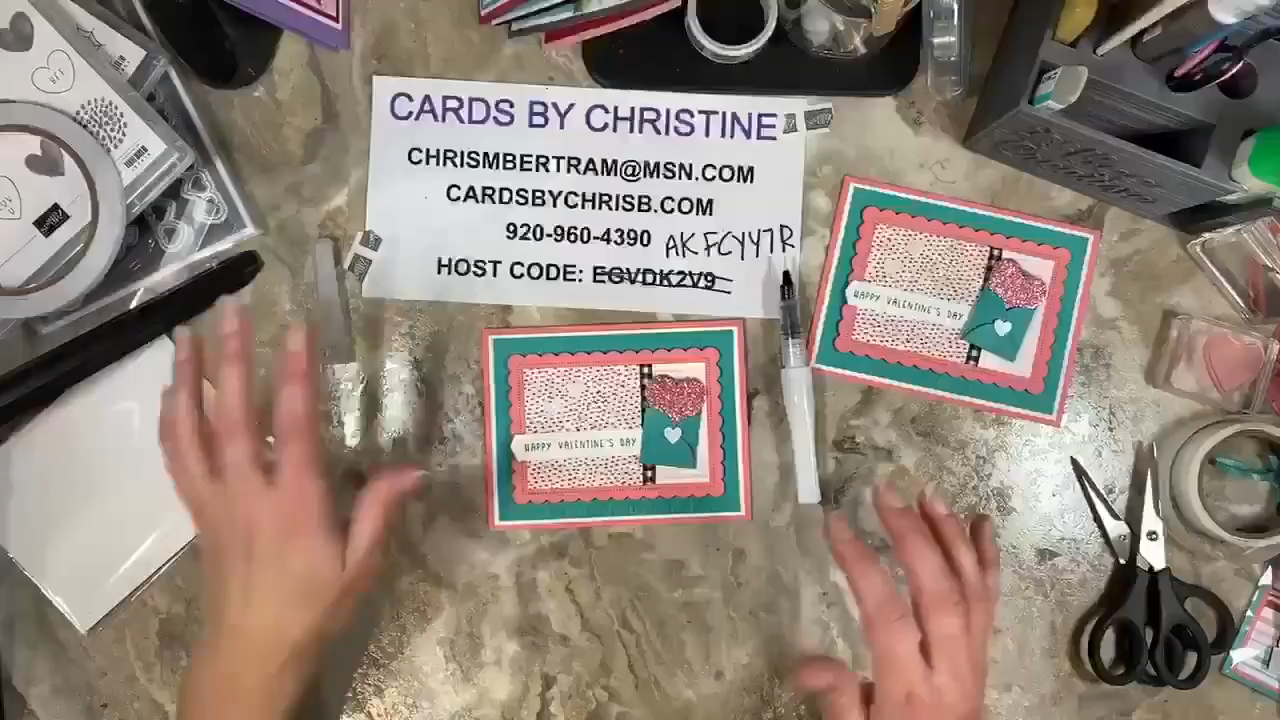 CARDS BY CHRISTINE
CHRISMBERTRAM@MSN.COM
CARDSBYCHRISB.COM
920-960-4390 AKFCYY7R
HOST CODE: EGVDK2V9
HAPPY VALENTINE'S DAY
HAPPY VALENTINE'S DAY